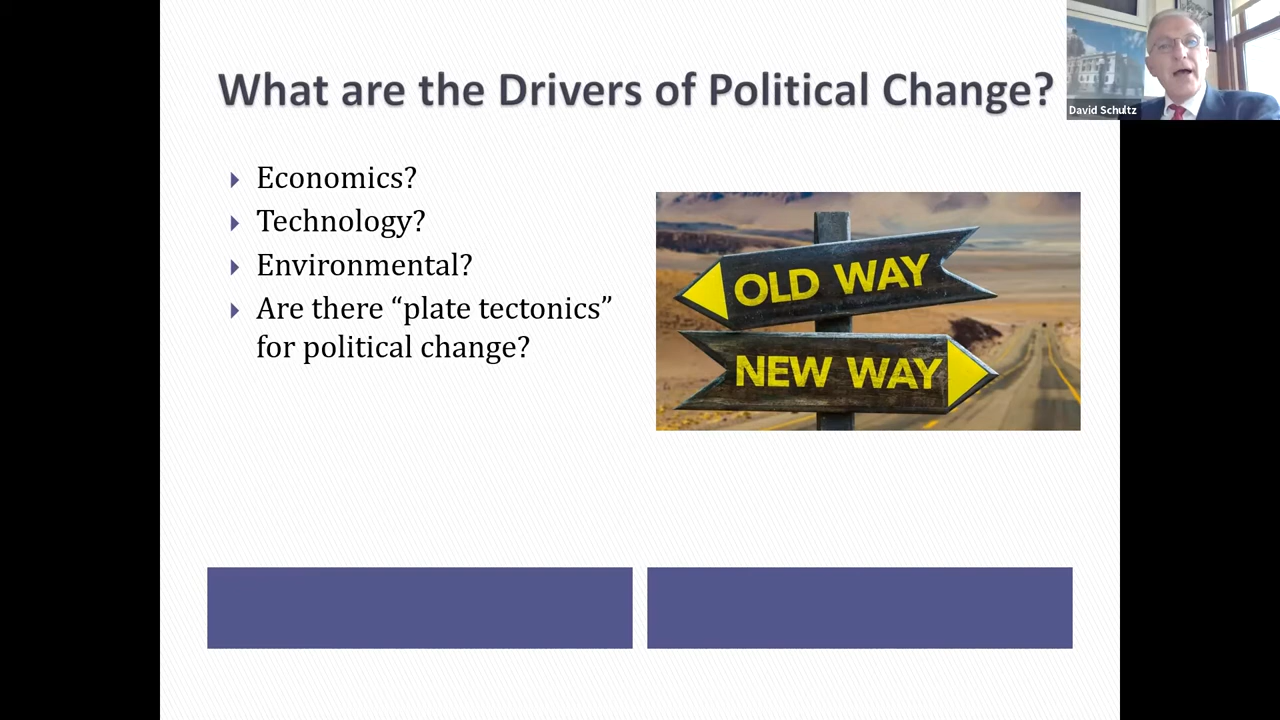 What are the Drivers of Political Change?
David Schultz
Economics?
Technology?
Environmental?
Are there “plate tectonics”
for political change?
OLD WAY
NEW WAY